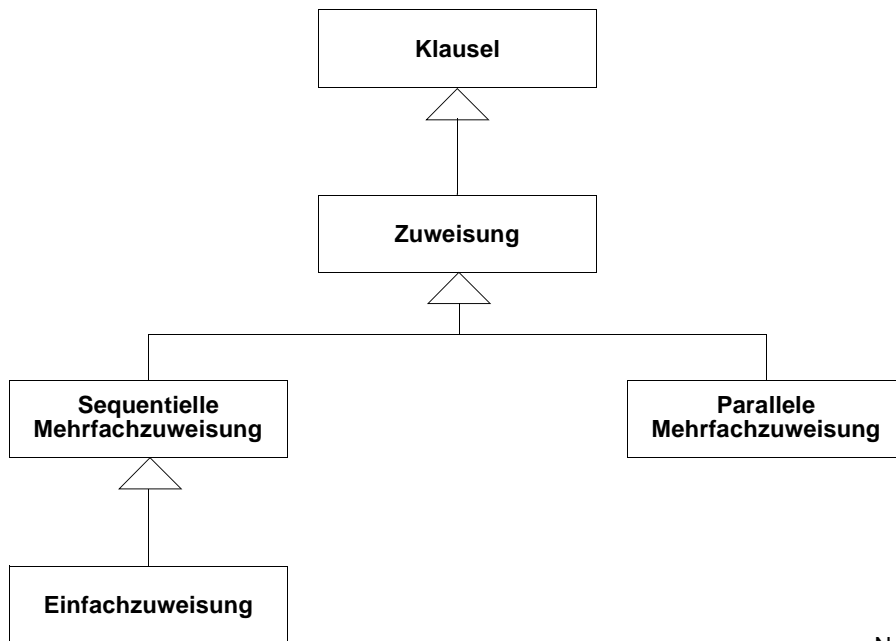 Klausel
Zuweisung
Sequentielle
Mehrfachzuweisung
Parallele
Mehrfachzuweisung
Einfachzuweisung